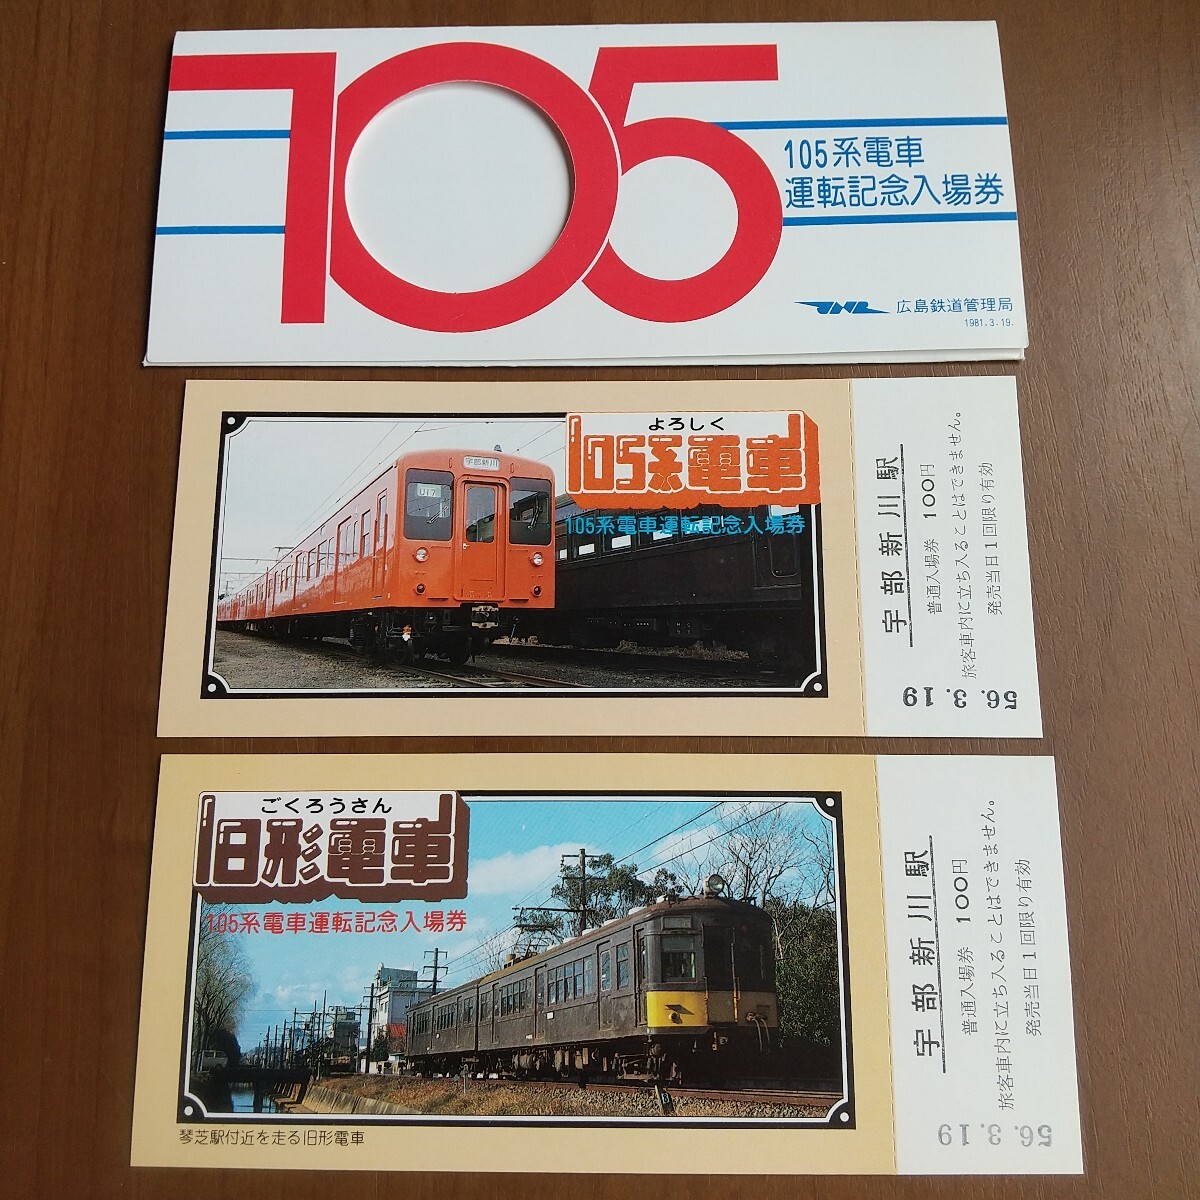 105
105系電車
運転記念入場券
JNR 広島鉄道管理局
1981.3.19.
よろしく
105系電車
105系電車運転記念入場券
宇部新川
U17
宇部新川駅
普通入場券 100円
旅客車内に立ち入ることはできません。
発売当日1回限り有効
56.3.19
ごくろうさん
旧形電車
105系電車運転記念入場券
琴芝駅付近を走る旧形電車
宇部新川駅
普通入場券 100円
旅客車内に立ち入ることはできません。
発売当日1回限り有効
56.3.19